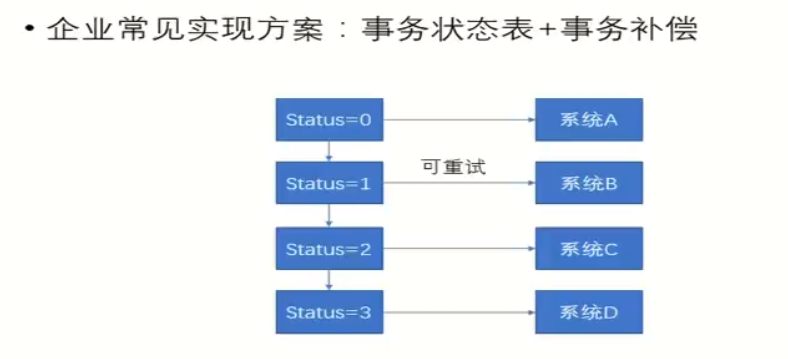 • 企业常见实现方案：事务状态表+事务补偿
Status=0 系统A
可重试
Status=1 系统B
Status=2 系统C
Status=3 系统D